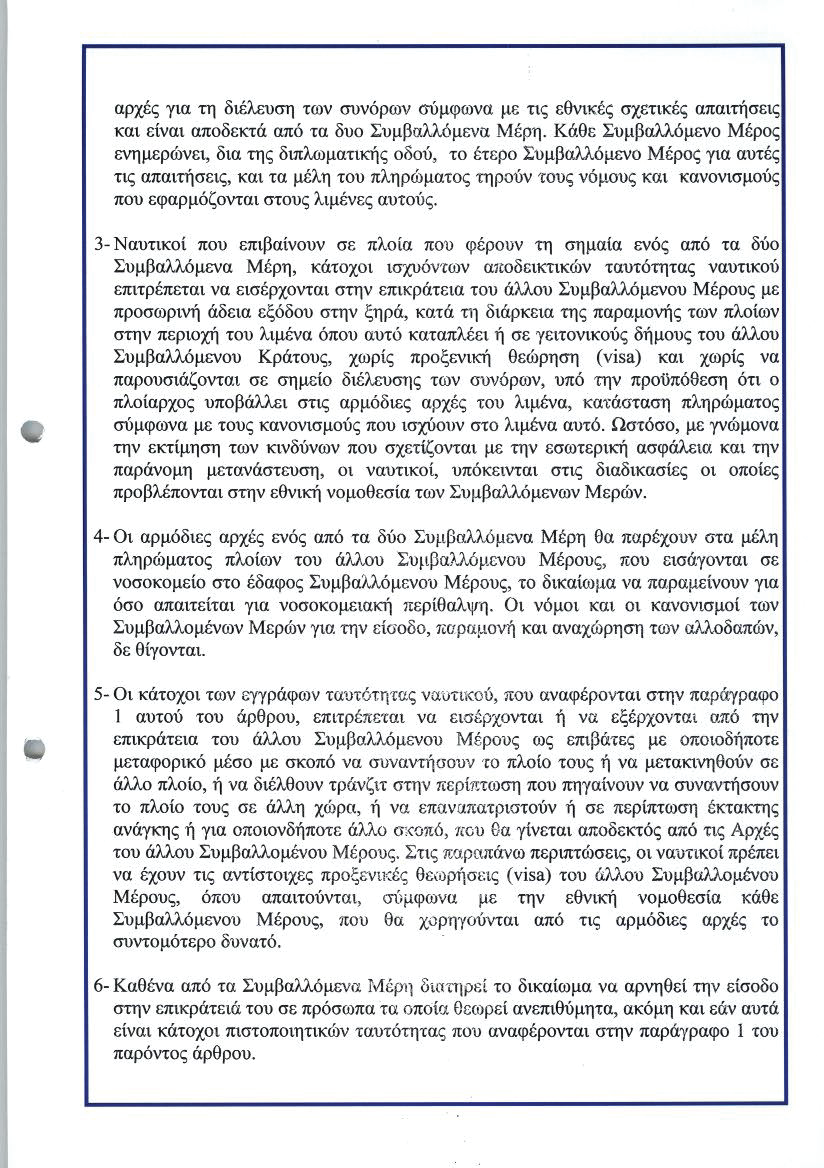 αρχές για τη διέλευση των συνόρων σύμφωνα με τις εθνικές σχετικές απαιτήσεις
και είναι αποδεκτά από τα δυο Συμβαλλόμενα Μέρη. Κάθε Συμβαλλόμενο Μέρος
ενημερώνει, δια της διπλωματικής οδού, το έτερο Συμβαλλόμενο Μέρος για αυτές
τις απαιτήσεις, και τα μέλη του πληρώματος τηρούν τους νόμους και κανονισμούς
που εφαρμόζονται στους λιμένες αυτούς.
3- Ναυτικοί που επιβαίνουν σε πλοία που φέρουν τη σημαία ενός από τα δύο
Συμβαλλόμενα Μέρη, κάτοχοι ισχυόντων αποδεικτικών ταυτότητας ναυτικού
επιτρέπεται να εισέρχονται στην επικράτεια του άλλου Συμβαλλόμενου Μέρους με
προσωρινή άδεια εξόδου στην ξηρά, κατά τη διάρκεια της παραμονής των πλοίων
στην περιοχή του λιμένα όπου αυτό καταπλέει ή σε γειτονικούς δήμους του άλλου
Συμβαλλόμενου Κράτους, χωρίς προξενική θεώρηση (visa) και χωρίς να
παρουσιάζονται σε σημείο διέλευσης των συνόρων, υπό την προϋπόθεση ότι ο
πλοίαρχος υποβάλλει στις αρμόδιες αρχές του λιμένα, κατάσταση πληρώματος
σύμφωνα με τους κανονισμούς που ισχύουν στο λιμένα αυτό. Ωστόσο, με γνώμονα
την εκτίμηση των κινδύνων που σχετίζονται με την εσωτερική ασφάλεια και την
παράνομη μετανάστευση, οι ναυτικοί, υπόκεινται στις διαδικασίες οι οποίες
προβλέπονται στην εθνική νομοθεσία των Συμβαλλόμενων Μερών.
4- Οι αρμόδιες αρχές ενός από τα δύο Συμβαλλόμενα Μέρη θα παρέχουν στα μέλη
πληρώματος πλοίων του άλλου Συμβαλλόμενου Μέρους, που εισάγονται σε
νοσοκομείο στο έδαφος Συμβαλλόμενου Μέρους, το δικαίωμα να παραμείνουν για
όσο απαιτείται για νοσοκομειακή περίθαλψη. Οι νόμοι και οι κανονισμοί των
Συμβαλλομένων Μερών για την είσοδο, παραμονή και αναχώρηση των αλλοδαπών,
δε θίγονται.
5- Οι κάτοχοι των εγγράφων ταυτότητας ναυτικού, που αναφέρονται στην παράγραφο
1 αυτού του άρθρου, επιτρέπεται να εισέρχονται ή να εξέρχονται από την
επικράτεια του άλλου Συμβαλλόμενου Μέρους ως επιβάτες με οποιοδήποτε
μεταφορικό μέσο με σκοπό να συναντήσουν το πλοίο τους ή να μετακινηθούν σε
άλλο πλοίο, ή να διέλθουν τράνζιτ στην περίπτωση που πηγαίνουν να συναντήσουν
το πλοίο τους σε άλλη χώρα, ή να επαναπατριστούν ή σε περίπτωση έκτακτης
ανάγκης ή για οποιονδήποτε άλλο σκοπό, που θα γίνεται αποδεκτός από τις Αρχές
του άλλου Συμβαλλομένου Μέρους. Στις παραπάνω περιπτώσεις, οι ναυτικοί πρέπει
να έχουν τις αντίστοιχες προξενικές θεωρήσεις (visa) του άλλου Συμβαλλομένου
Μέρους, όπου απαιτούνται, σύμφωνα με την εθνική νομοθεσία κάθε
Συμβαλλόμενου Μέρους, που θα χορηγούνται από τις αρμόδιες αρχές το
συντομότερο δυνατό.
6- Καθένα από τα Συμβαλλόμενα Μέρη διατηρεί το δικαίωμα να αρνηθεί την είσοδο
στην επικράτειά του σε πρόσωπα τα οποία θεωρεί ανεπιθύμητα, ακόμη και εάν αυτά
είναι κάτοχοι πιστοποιητικών ταυτότητας που αναφέρονται στην παράγραφο 1 του
παρόντος άρθρου.